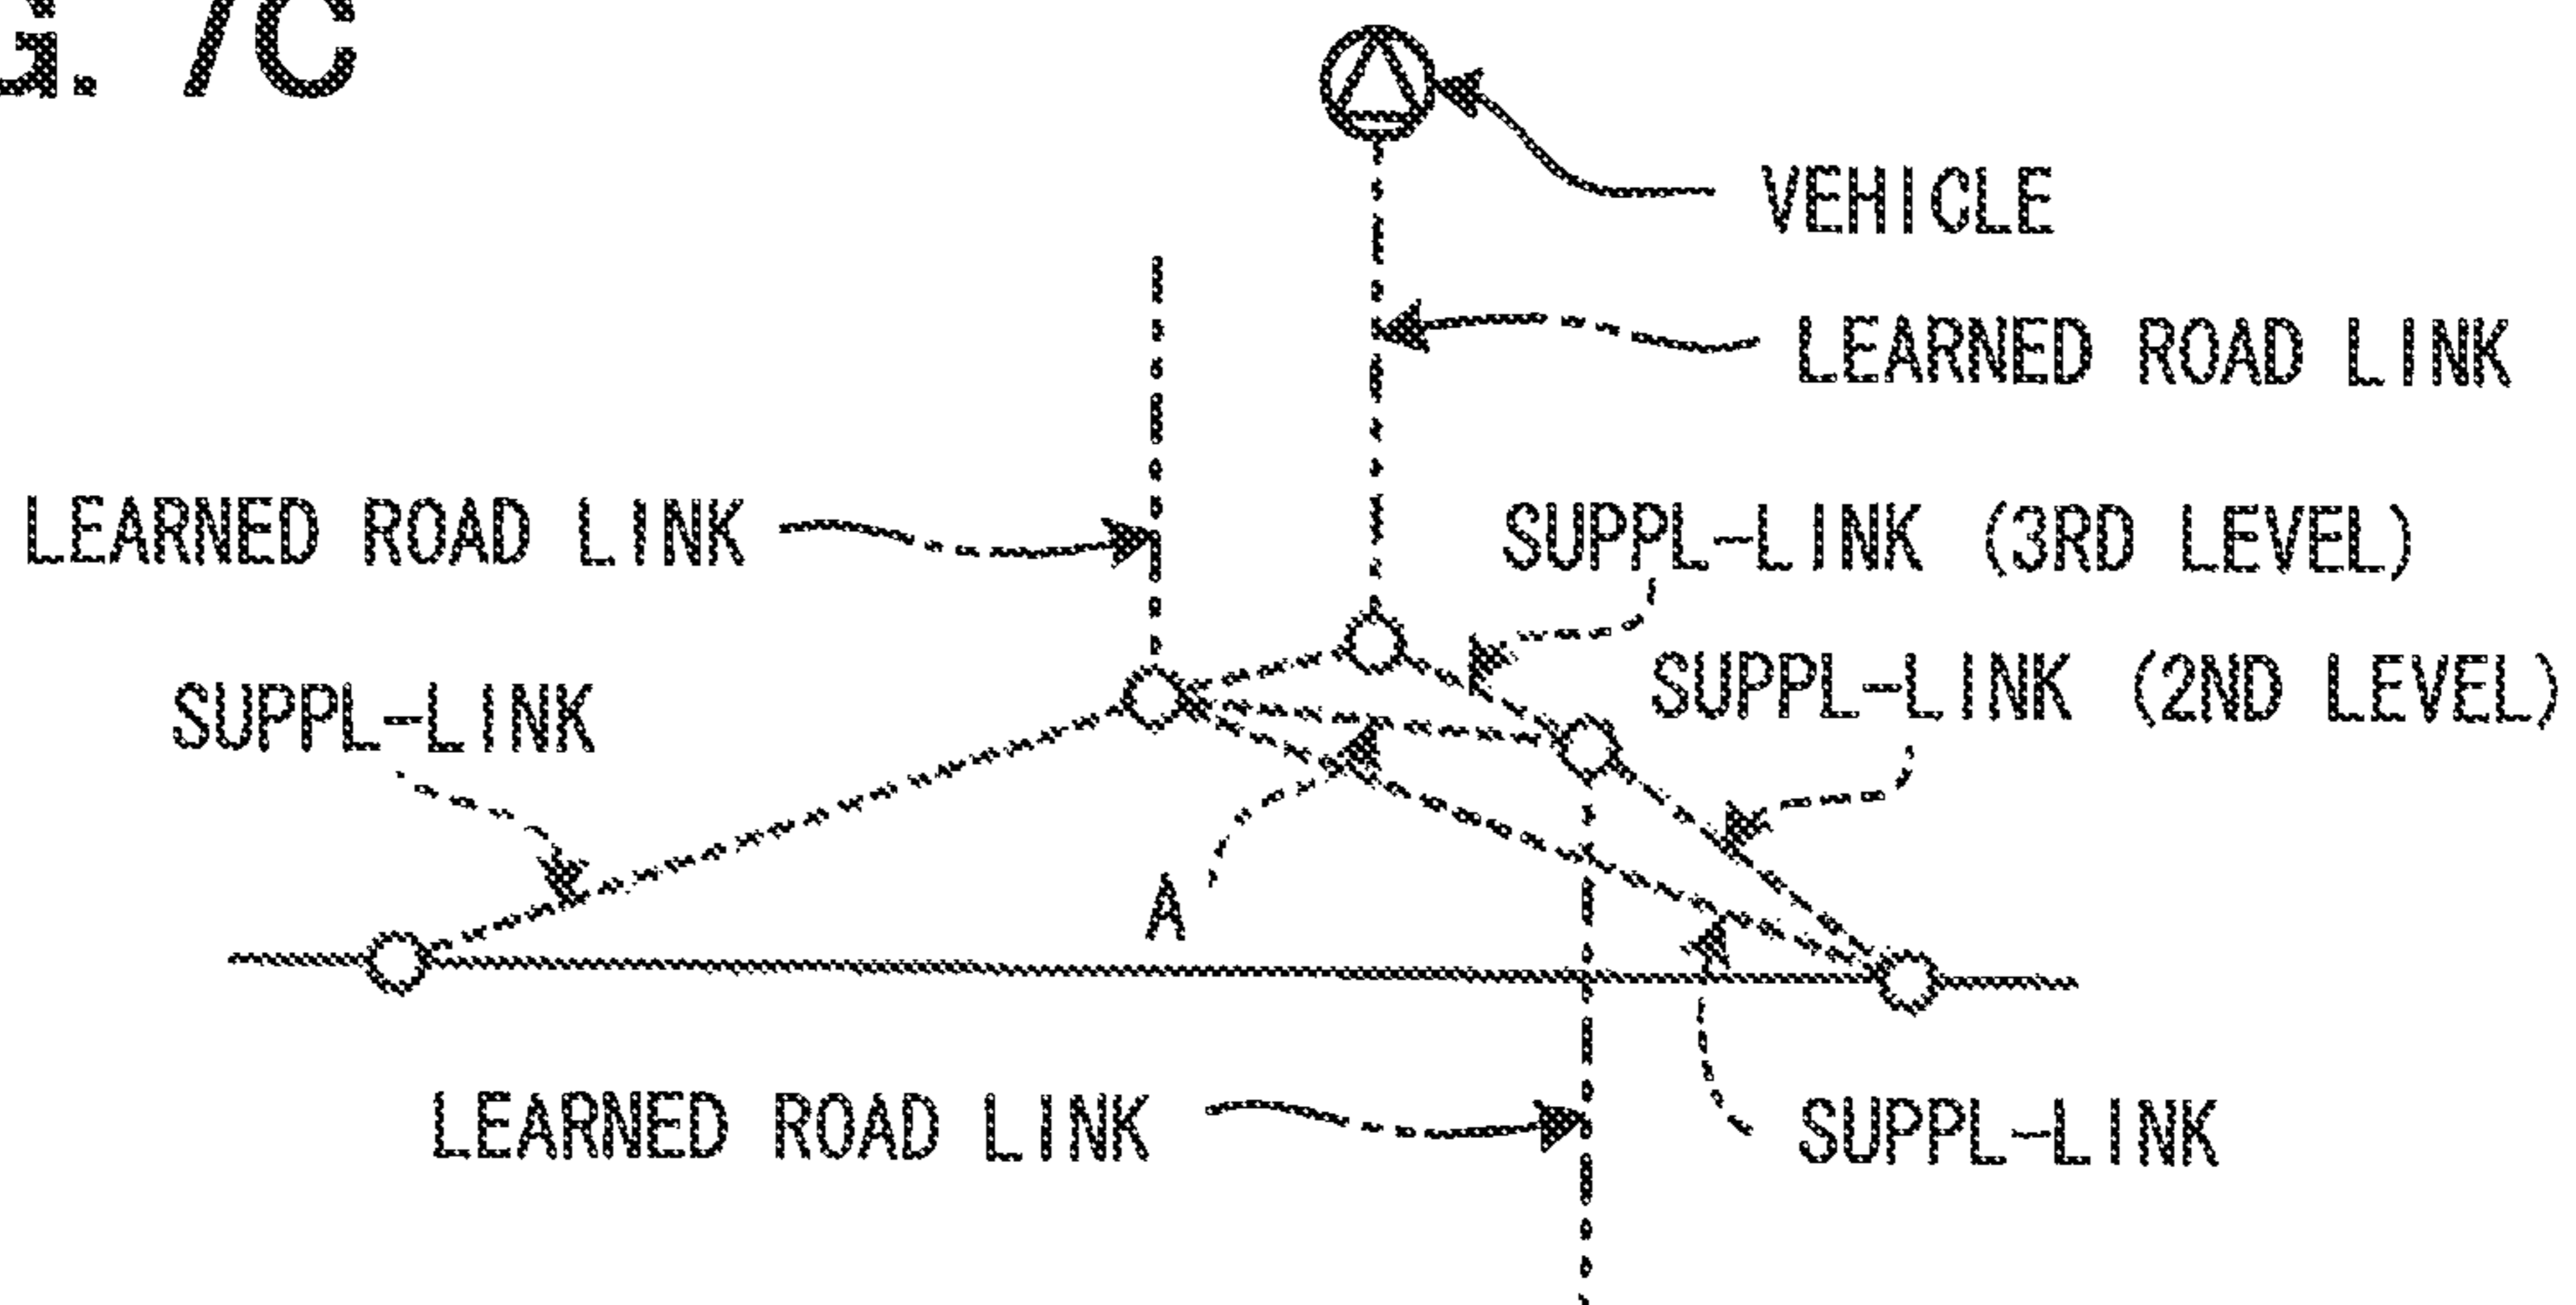 G. 7C
VEHICLE
LEARNED ROAD LINK
LEARNED ROAD LINK
SUPPL-LINK (3RD LEVEL)
SUPPL-LINK
SUPPL-LINK (2ND LEVEL)
A
LEARNED ROAD LINK
SUPPL-LINK